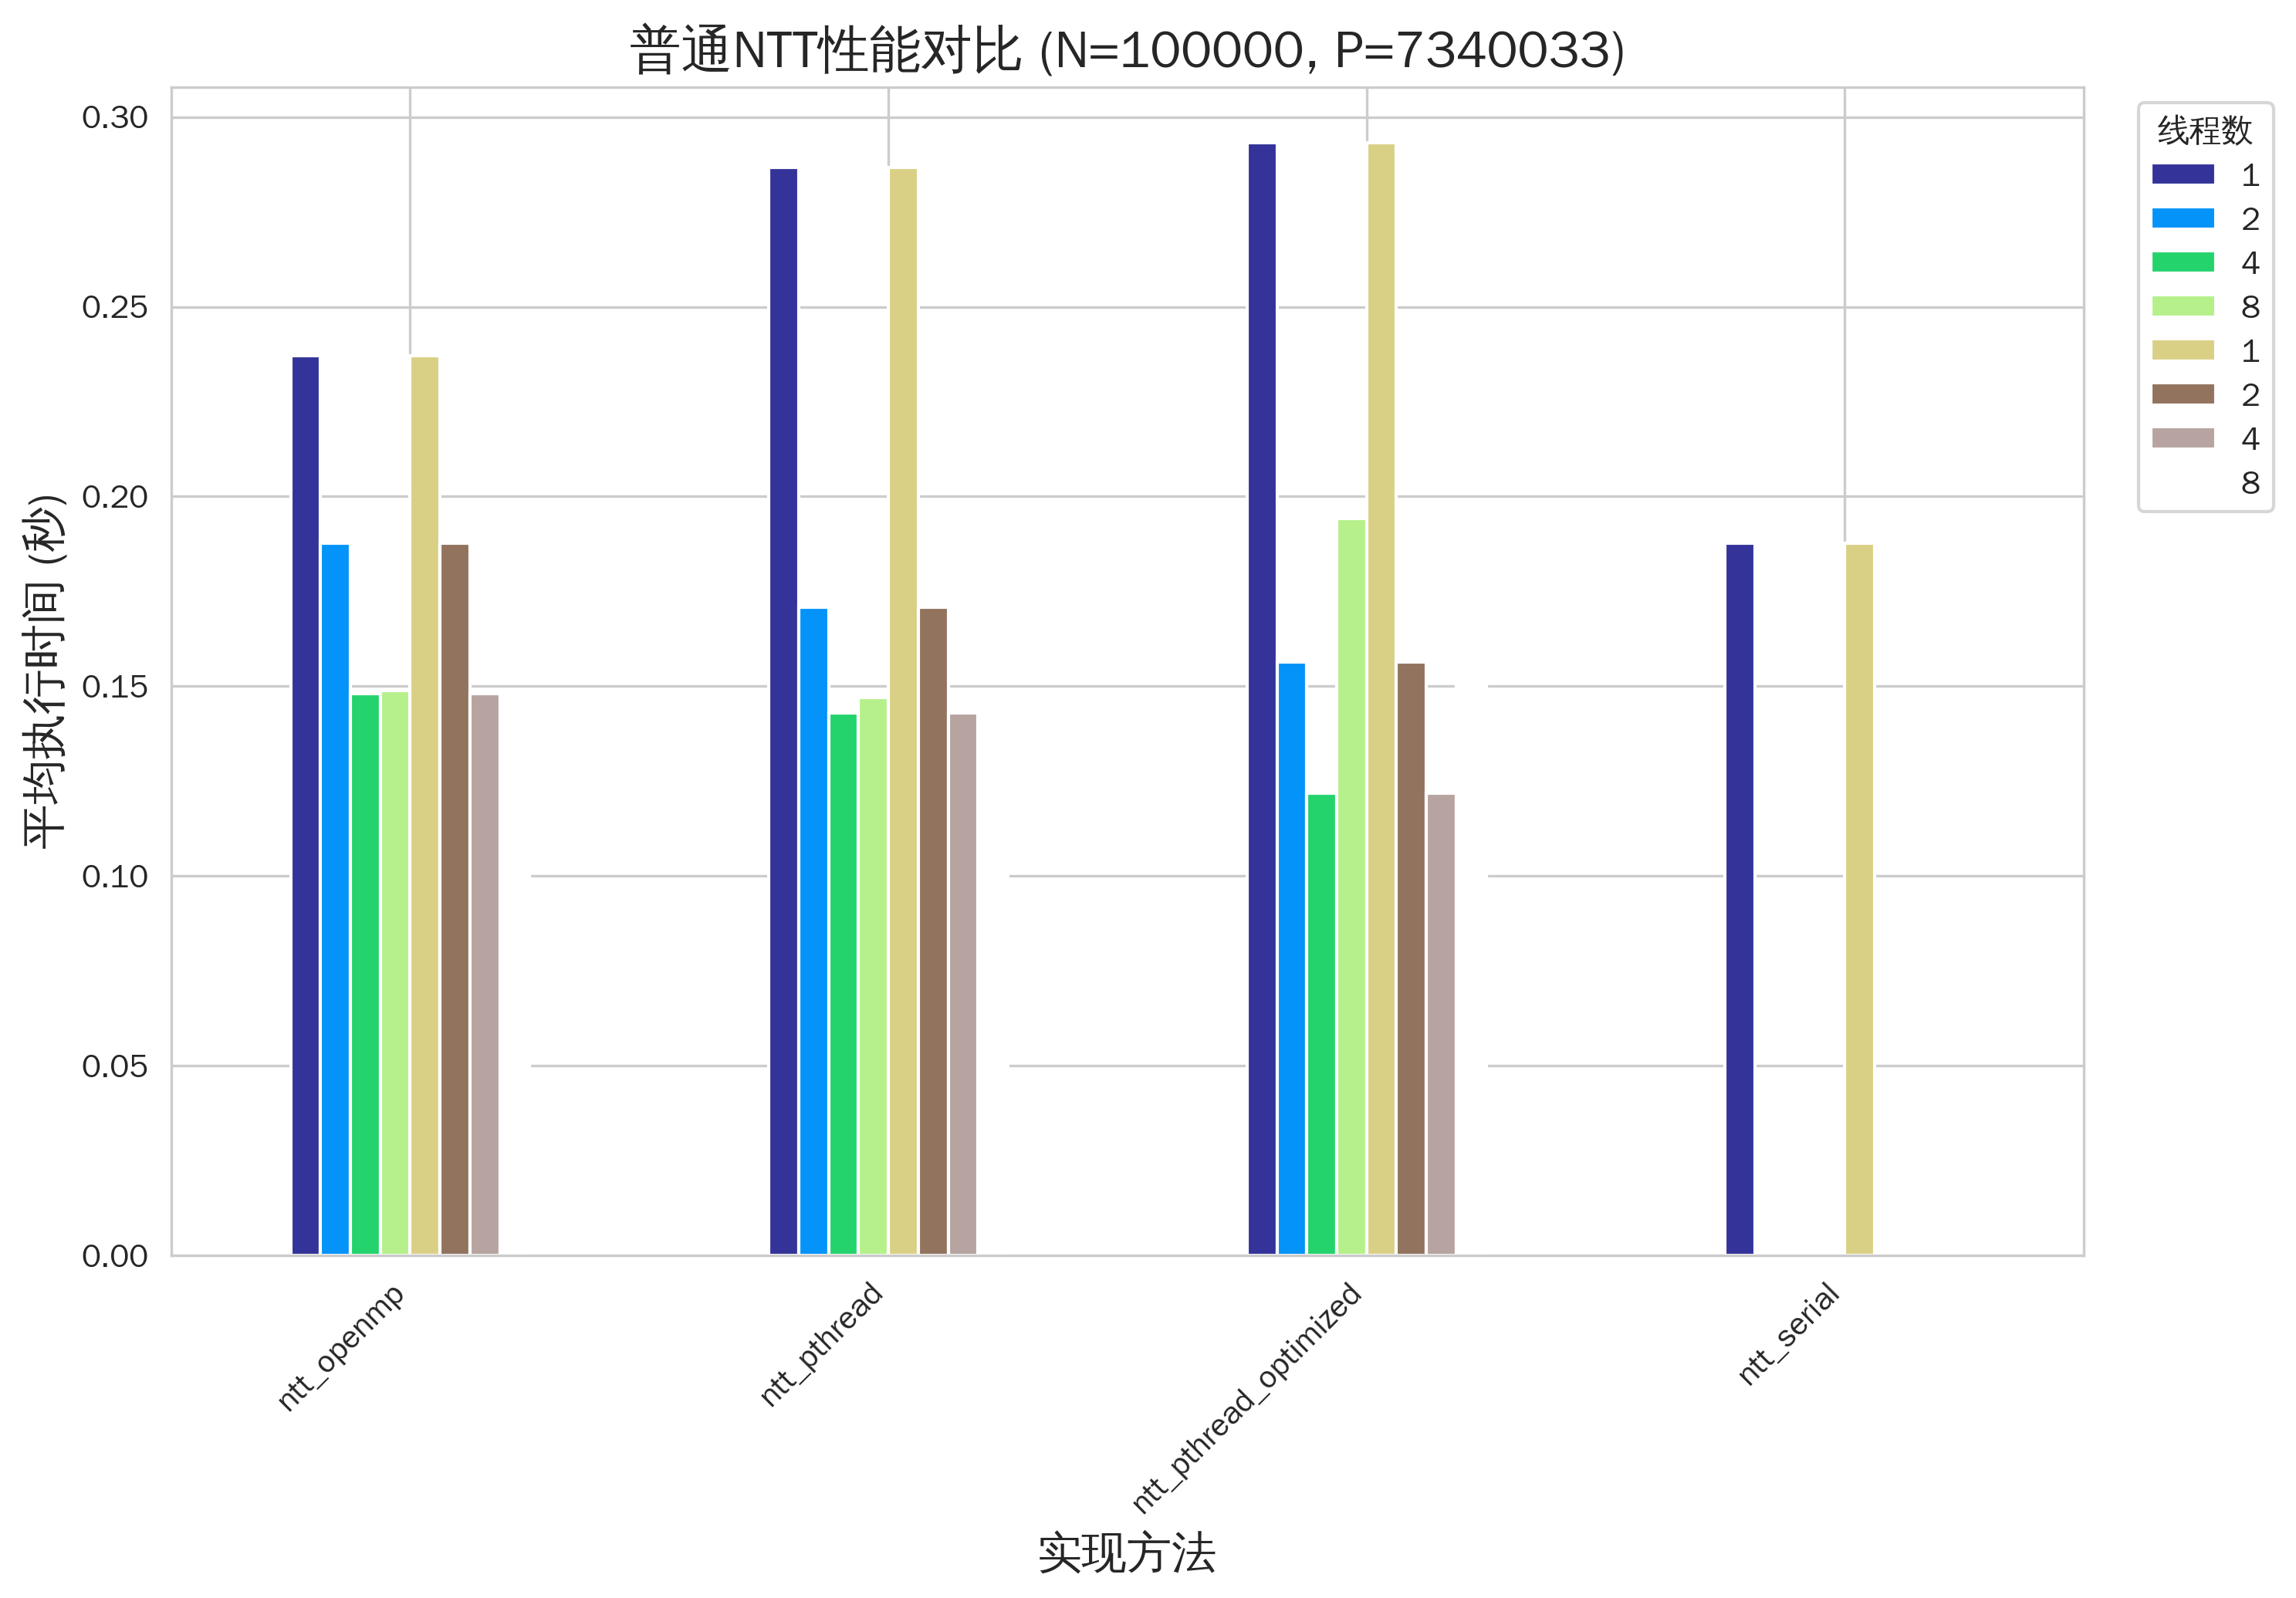 普通NTT性能对比 (N=100000, P=7340033)
平均执行时间 (秒)
0.30
0.25
0.20
0.15
0.10
0.05
0.00
ntt_openmp
ntt_pthread
ntt_pthread_optimized
ntt_serial
实现方法
线程数
1
2
4
8
1
2
4
8